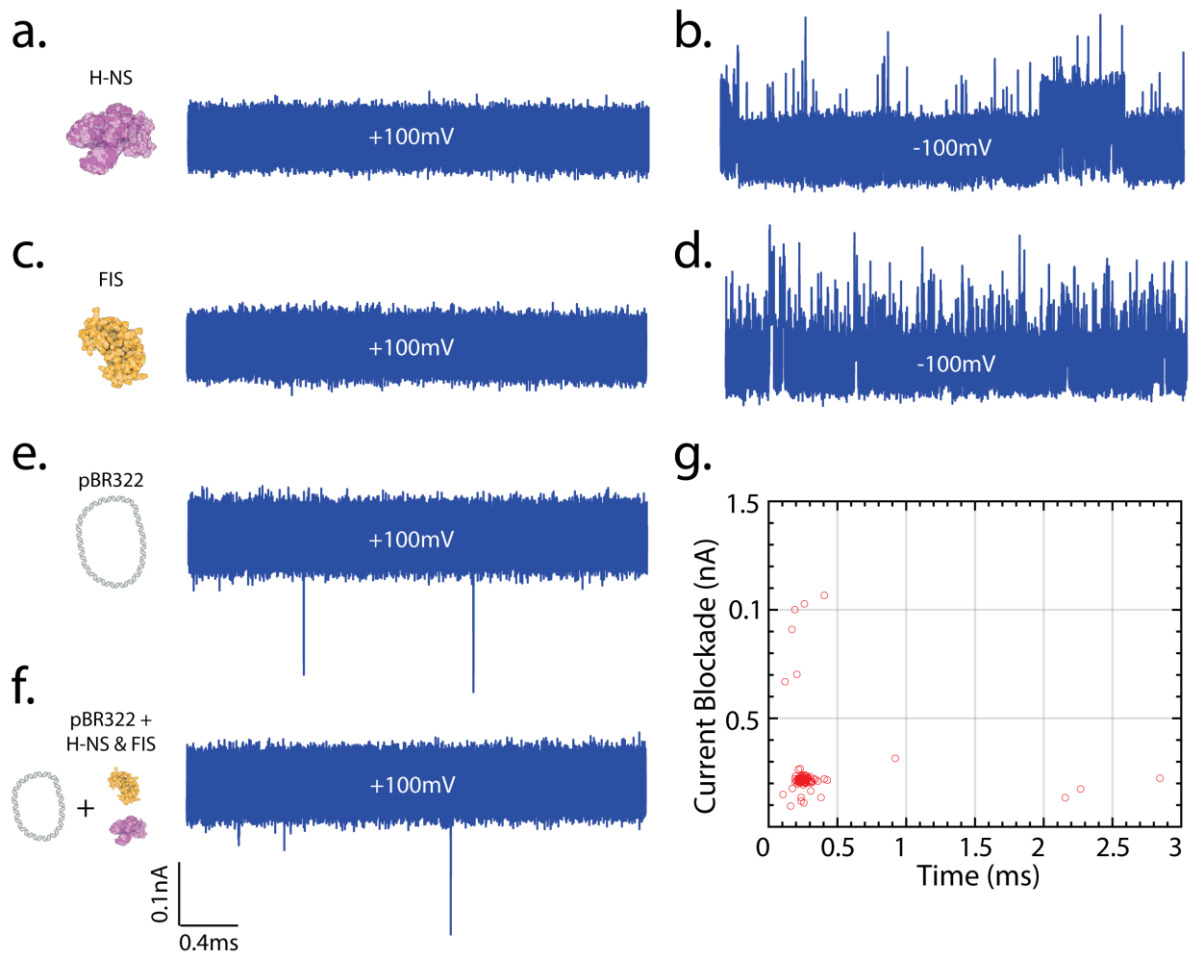 a.
H-NS
+100mV
b.
-100mV
c.
FIS
+100mV
d.
-100mV
e.
pBR322
+100mV
f.
pBR322 +
H-NS & FIS
+
+100mV
0.1nA
0.4ms
g.
Current Blockade (nA)
1.5
0.1
0.5
0
0.5
1
1.5
2
2.5
3
Time (ms)